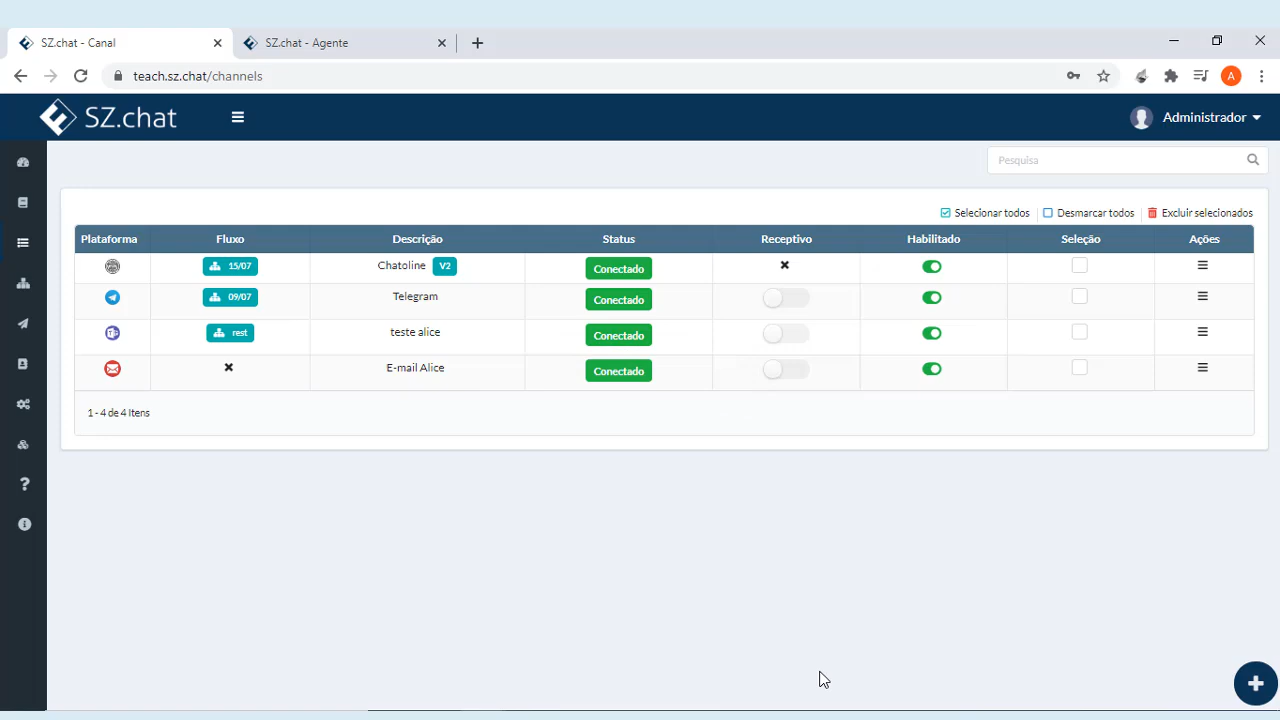 SZ.chat - Canal
SZ.chat - Agente
teach.sz.chat/channels
A
SZ.chat
Administrador
Pesquisa
Selecionar todos
Desmarcar todos
Excluir selecionados
Plataforma Fluxo Descrição Status Receptivo Habilitado Seleção Ações
15/07 Chatoline V2 Conectado
09/07 Telegram Conectado
rest teste alice Conectado
E-mail Alice Conectado
1 - 4 de 4 Itens